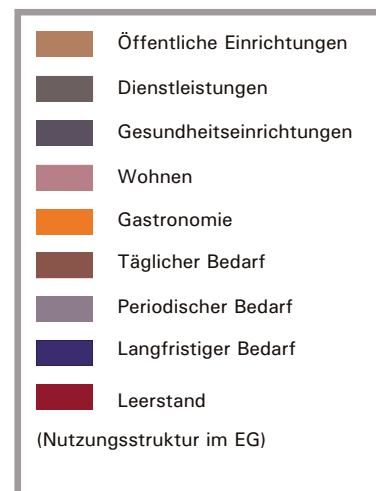 Öffentliche Einrichtungen
Dienstleistungen
Gesundheitseinrichtungen
Wohnen
Gastronomie
Täglicher Bedarf
Periodischer Bedarf
Langfristiger Bedarf
Leerstand
(Nutzungsstruktur im EG)